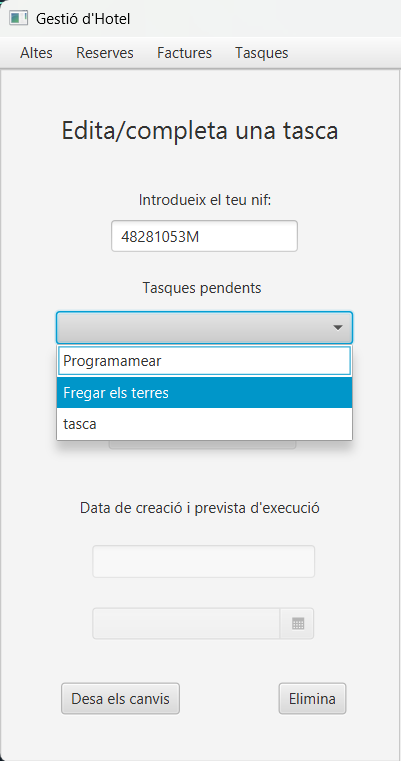 Gestió d'Hotel
Altes Reserves Factures Tasques
Edita/completa una tasca
Introdueix el teu nif:
48281053M
Tasques pendents
Programamear
Fregar els terres
tasca
Data de creació i prevista d'execució
Desa els canvis Elimina